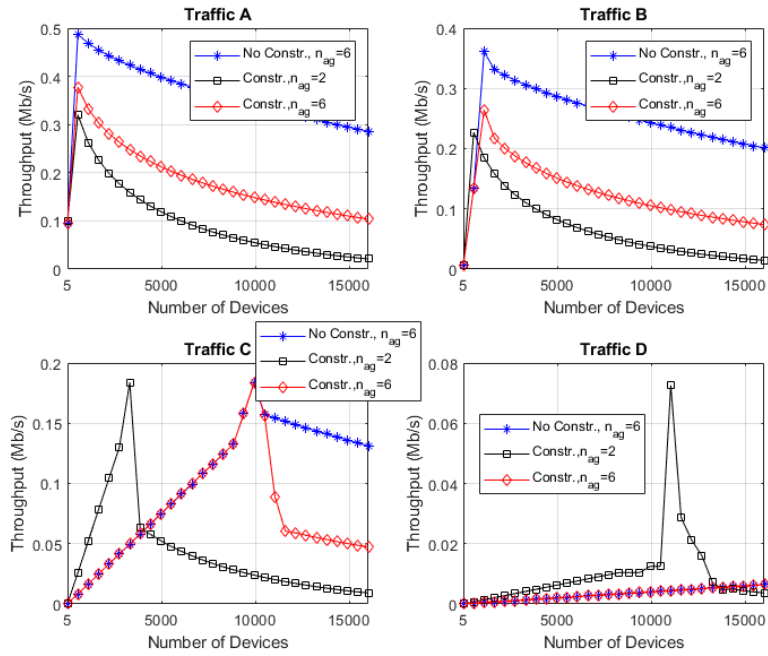 Traffic A
Throughput (Mb/s)
0.5
0.4
0.3
0.2
0.1
0
5
5000
10000
15000
Number of Devices
No Constr., n_ag=6
Constr.,n_ag=2
Constr.,n_ag=6
Traffic B
Throughput (Mb/s)
0.4
0.3
0.2
0.1
0
5
5000
10000
15000
Number of Devices
No Constr., n_ag=6
Constr.,n_ag=2
Constr.,n_ag=6
Traffic C
Throughput (Mb/s)
0.2
0.15
0.1
0.05
0
5
5000
10000
15000
Number of Devices
No Constr., n_ag=6
Constr.,n_ag=2
Constr.,n_ag=6
Traffic D
Throughput (Mb/s)
0.08
0.06
0.04
0.02
0
5
5000
10000
15000
Number of Devices
No Constr., n_ag=6
Constr.,n_ag=2
Constr.,n_ag=6